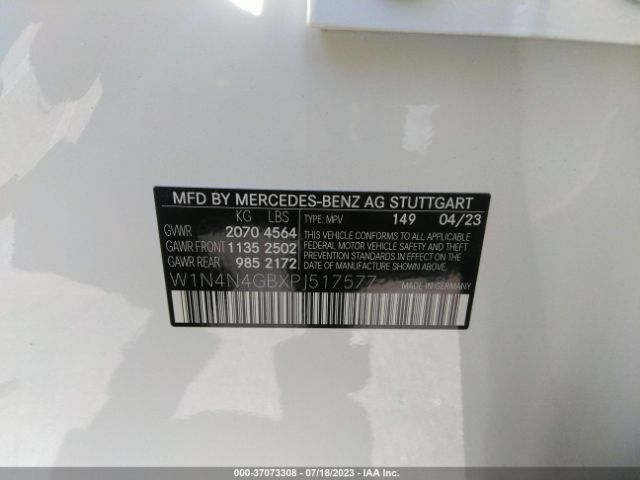 MFD BY MERCEDES-BENZ AG STUTTGART
KG LBS TYPE: MPV 149 04/23
GVWR 2070 4564
GAWR FRONT 1135 2502
GAWR REAR 985 2172
THIS VEHICLE CONFORMS TO ALL APPLICABLE
FEDERAL MOTOR VEHICLE SAFETY AND THEFT
PREVENTION STANDARDS IN EFFECT ON THE DATE
OF MANUFACTURE SHOWN ABOVE.
W1N4N4GBXPJ517577
MADE IN GERMANY
000-37073308 - 07/18/2023 - IAA Inc.